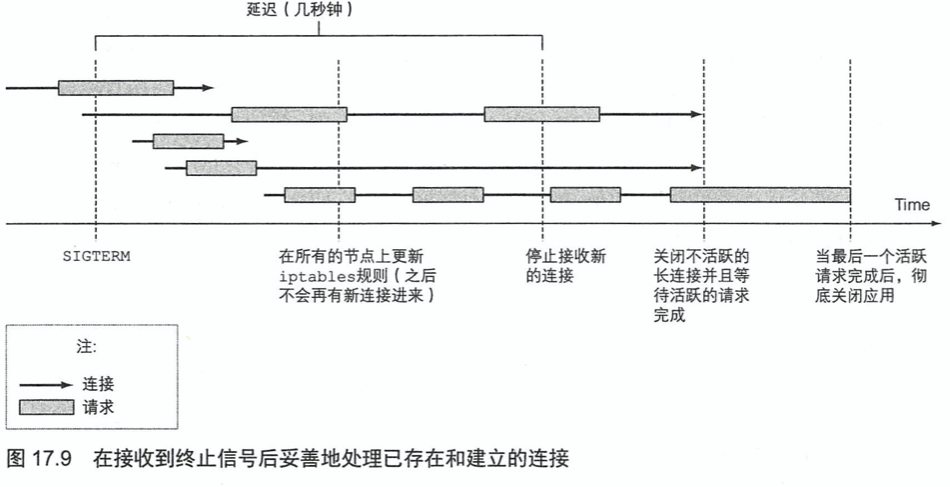 延迟（几秒钟）
Time
SIGTERM
在所有的节点上更新
iptables规则（之后
不会再有新连接进来）
停止接收新
的连接
关闭不活跃的
长连接并且等
待活跃的请求
完成
当最后一个活跃
请求完成后，彻
底关闭应用
注:
连接
请求
图 17.9 在接收到终止信号后妥善地处理已存在和建立的连接